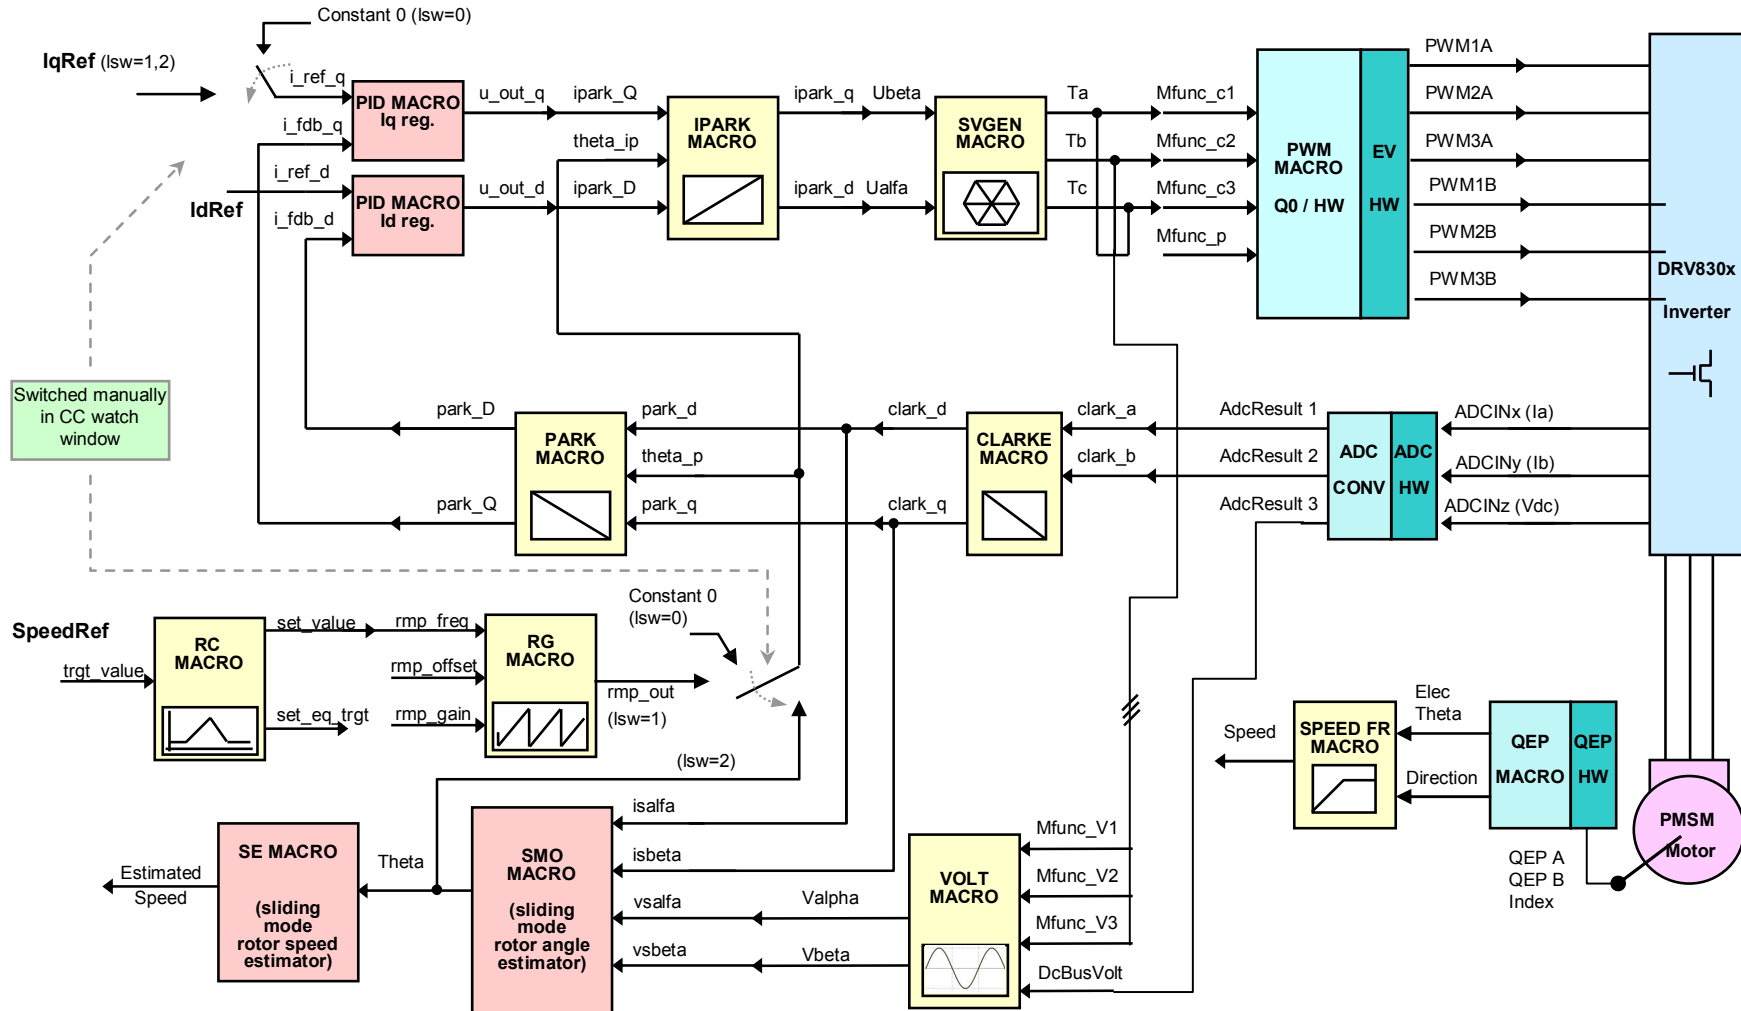 Constant 0 (lsw=0)
IqRef (lsw=1,2)
i_ref_q
i_fdb_q
i_ref_d
IdRef
i_fdb_d
PID MACRO
Iq reg.
PID MACRO
Id reg.
u_out_q
ipark_Q
theta_ip
u_out_d
ipark_D
IPARK
MACRO
ipark_q
Ubeta
ipark_d
Ualfa
SVGEN
MACRO
Ta
Tb
Tc
Mfunc_c1
Mfunc_c2
Mfunc_c3
Mfunc_p
PWM
MACRO
Q0 / HW
EV
HW
PWM1A
PWM2A
PWM3A
PWM1B
PWM2B
PWM3B
DRV830x
Inverter
Switched manually
in CC watch
window
park_D
park_Q
PARK
MACRO
park_d
theta_p
park_q
clark_d
clark_q
CLARKE
MACRO
clark_a
clark_b
AdcResult 1
AdcResult 2
AdcResult 3
ADC
CONV
ADC
HW
ADCINx (Ia)
ADCINy (Ib)
ADCINz (Vdc)
SpeedRef
trgt_value
RC
MACRO
set_value
set_eq_trgt
rmp_freq
rmp_offset
rmp_gain
RG
MACRO
rmp_out
(lsw=1)
Constant 0
(lsw=0)
(lsw=2)
Speed
SPEED FR
MACRO
Elec
Theta
Direction
QEP
MACRO
QEP
HW
PMSM
Motor
QEP A
QEP B
Index
Estimated
Speed
SE MACRO
(sliding
mode
rotor speed
estimator)
Theta
SMO
MACRO
(sliding
mode
rotor angle
estimator)
isalfa
isbeta
vsalfa
vsbeta
Valpha
Vbeta
VOLT
MACRO
Mfunc_V1
Mfunc_V2
Mfunc_V3
DcBusVolt